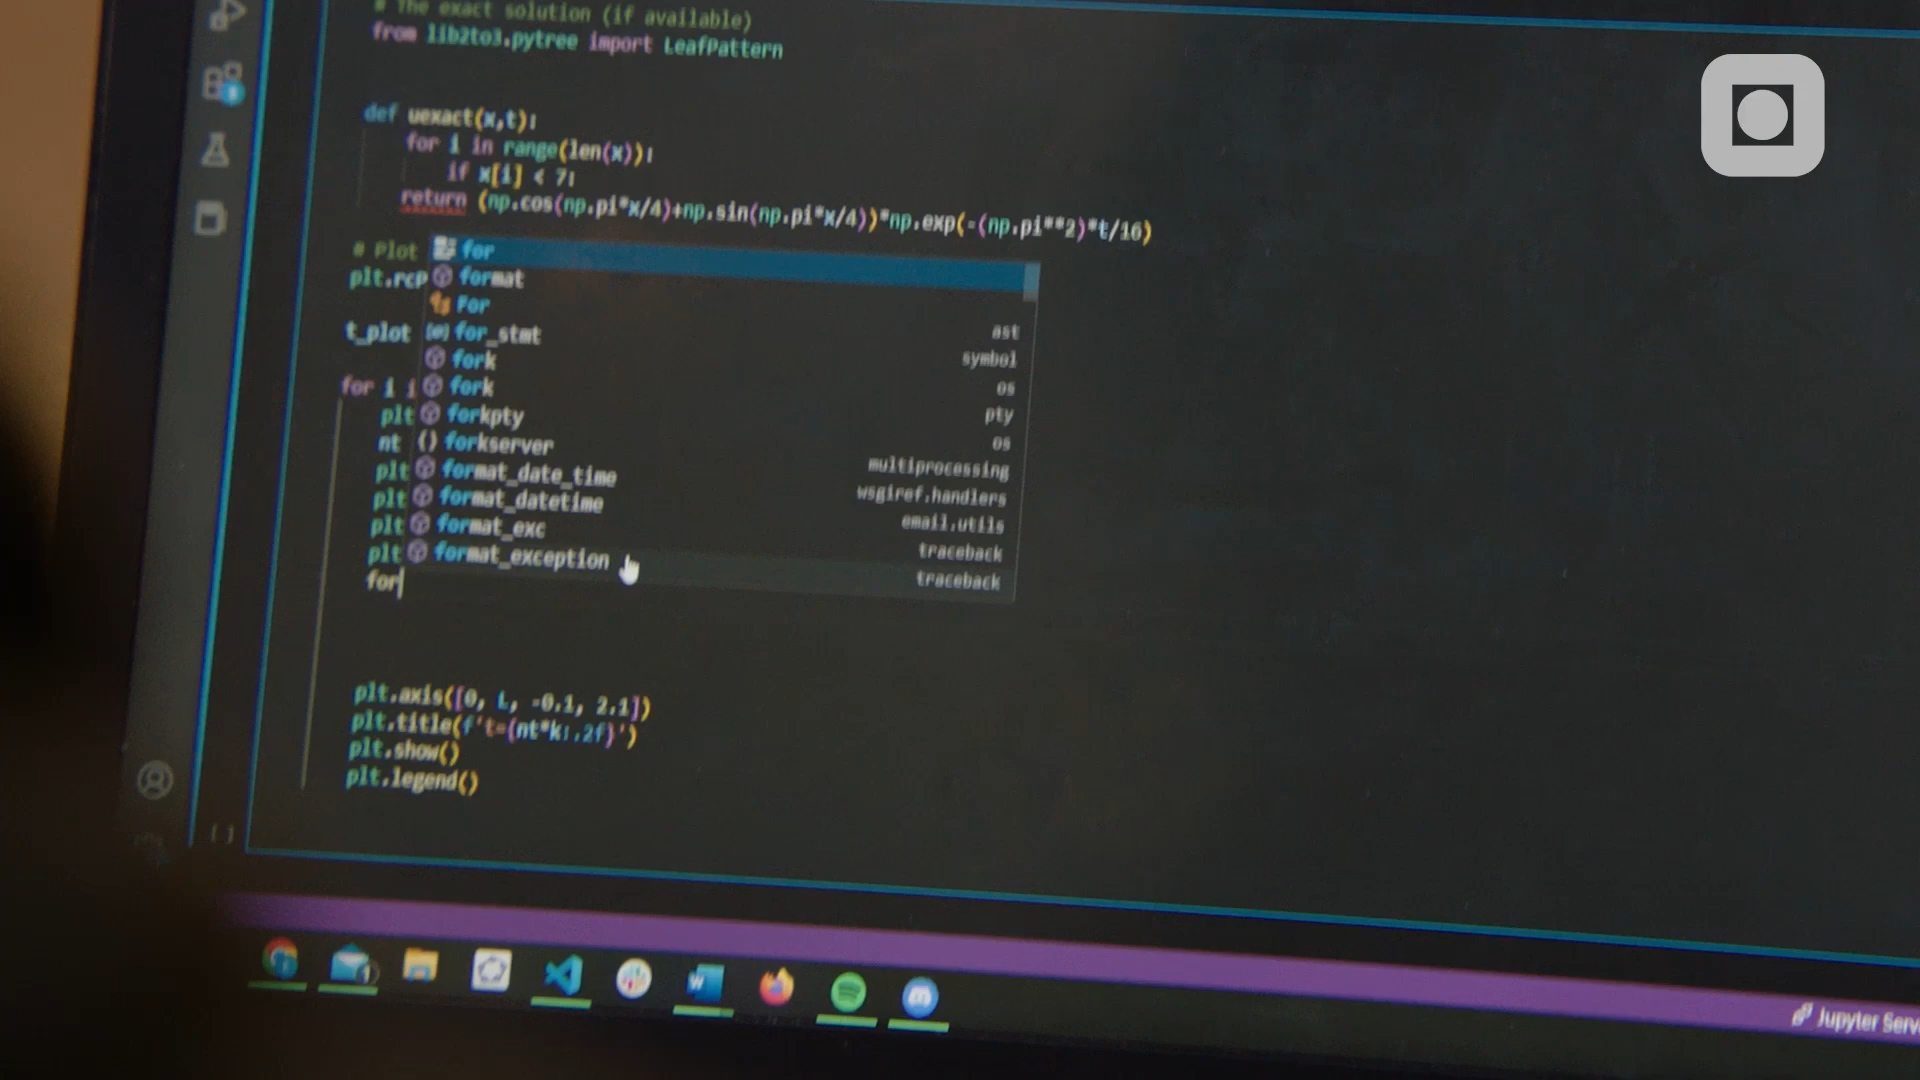 # The exact solution (if available)
from lib2to3.pytree import LeafPattern
def uexact(x,t):
for i in range(len(x)):
if x[i] < 7:
return (np.cos(np.pi*x/4)+np.sin(np.pi*x/4))*np.exp(-(np.pi**2)*t/16)
# Plot
for
plt.rcP
format
For
t_plot
for_stmt
ast
fork
symbol
for i i
fork
os
plt
forkpty
pty
nt
forkserver
os
plt
format_date_time
multiprocessing
plt
format_datetime
wsgiref.handlers
plt
format_exc
email.utils
plt
format_exception
traceback
for
traceback
plt.axis([0, L, -0.1, 2.1])
plt.title(f't={nt*k:.2f}')
plt.show()
plt.legend()
Jupyter Serv